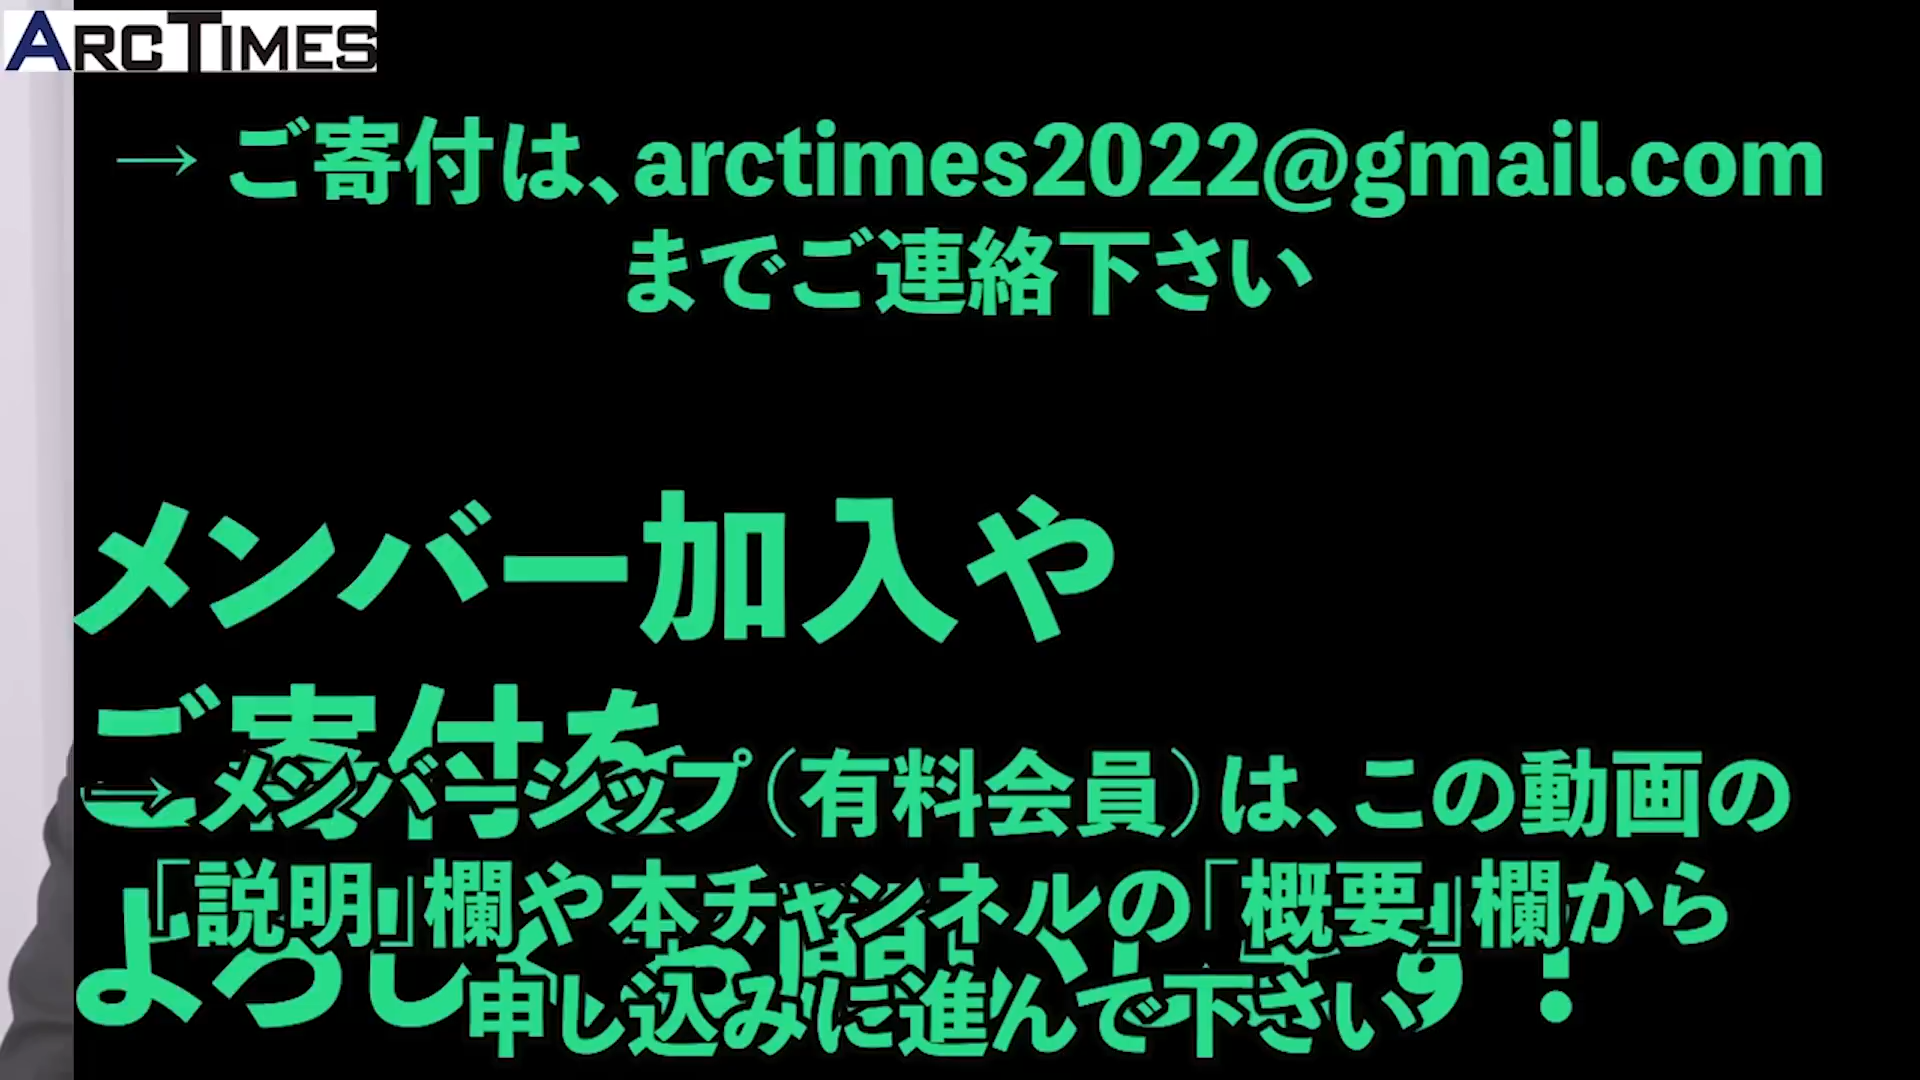 ARCTIMES
→ ご寄付は、arctimes2022@gmail.com
までご連絡下さい
メンバー加入や
ご寄付を
→ メンバーシップ（有料会員）は、この動画の
「説明」欄や本チャンネルの「概要」欄から
申し込みに進んで下さい